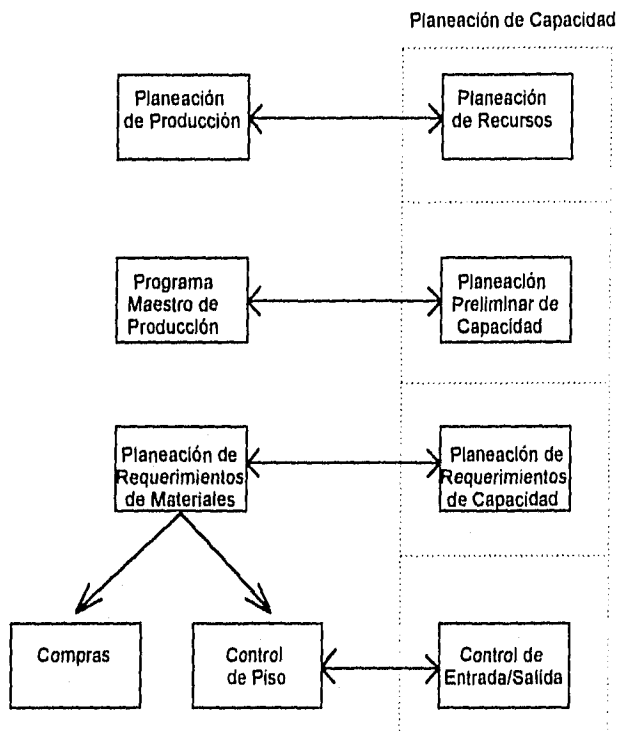 Planeación de Capacidad
Planeación
de Producción
Planeación
de Recursos
Programa
Maestro de
Producción
Planeación
Preliminar de
Capacidad
Planeación de
Requerimientos
de Materiales
Planeación de
Requerimientos
de Capacidad
Compras
Control
de Piso
Control de
Entrada/Salida